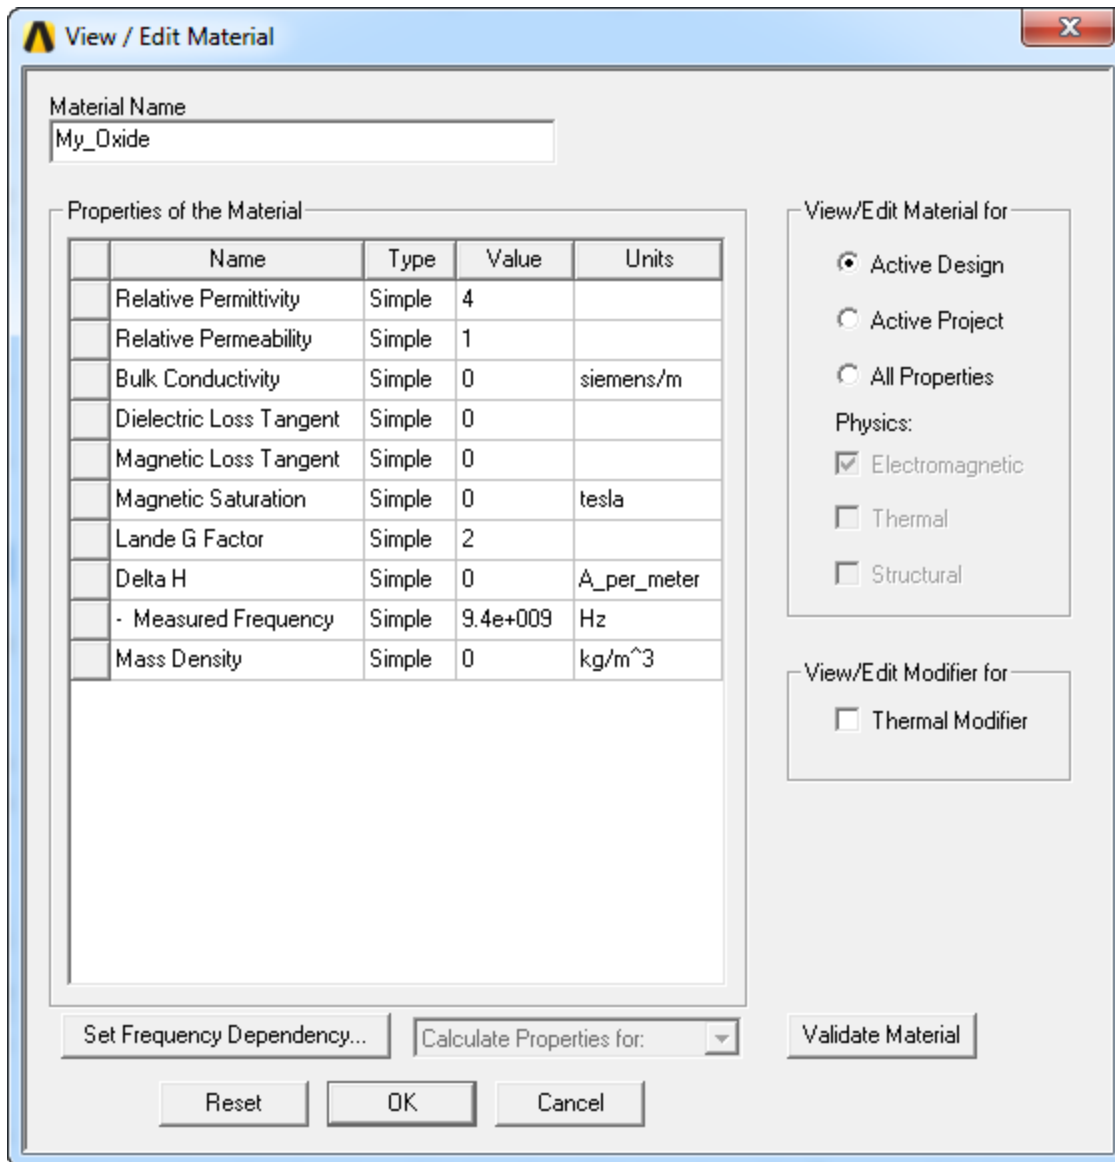 View / Edit Material
Material Name
My_Oxide
Properties of the Material
Name Type Value Units
Relative Permittivity Simple 4
Relative Permeability Simple 1
Bulk Conductivity Simple 0 siemens/m
Dielectric Loss Tangent Simple 0
Magnetic Loss Tangent Simple 0
Magnetic Saturation Simple 0 tesla
Lande G Factor Simple 2
Delta H Simple 0 A_per_meter
- Measured Frequency Simple 9.4e+009 Hz
Mass Density Simple 0 kg/m^3
View/Edit Material for
Active Design
Active Project
All Properties
Physics:
Electromagnetic
Thermal
Structural
View/Edit Modifier for
Thermal Modifier
Set Frequency Dependency... Calculate Properties for: Validate Material
Reset OK Cancel